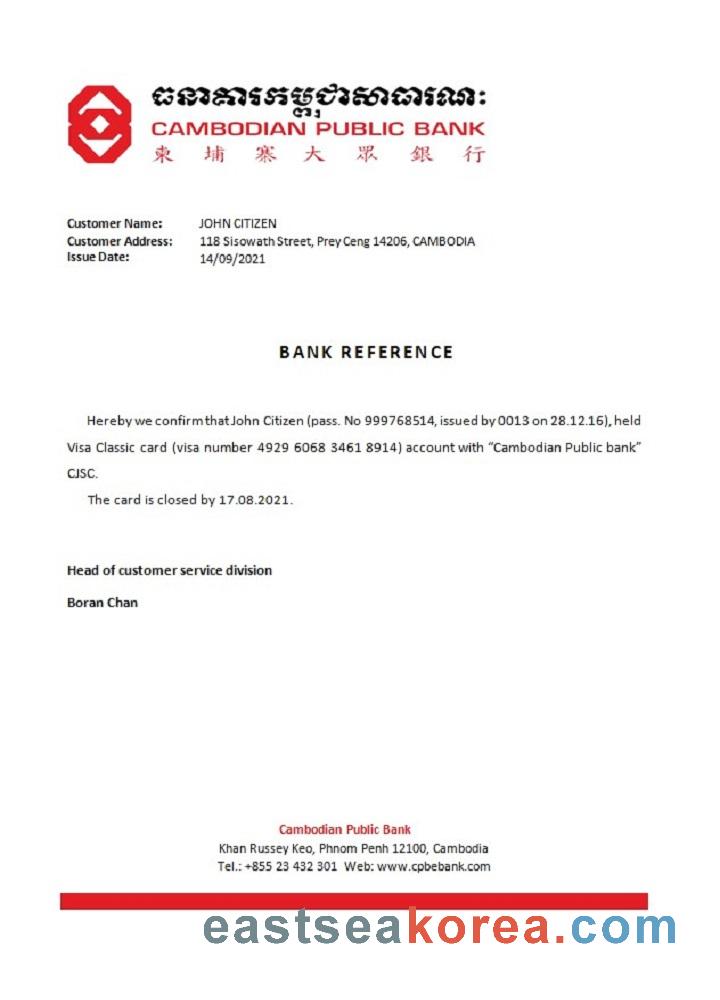 ធនាគារកម្ពុជាសាធារណៈ
CAMBODIAN PUBLIC BANK
柬埔寨大眾銀行
Customer Name: JOHN CITIZEN
Customer Address: 118 Sisowath Street, Prey Ceng 14206, CAMBODIA
Issue Date: 14/09/2021
BANK REFERENCE
Hereby we confirm that John Citizen (pass. No 999768514, issued by 0013 on 28.12.16), held
Visa Classic card (visa number 4929 6068 3461 8914) account with “Cambodian Public bank”
CJSC.
The card is closed by 17.08.2021.
Head of customer service division
Boran Chan
Cambodian Public Bank
Khan Russey Keo, Phnom Penh 12100, Cambodia
Tel.: +855 23 432 301 Web: www.cpbebank.com
eastseakorea.com